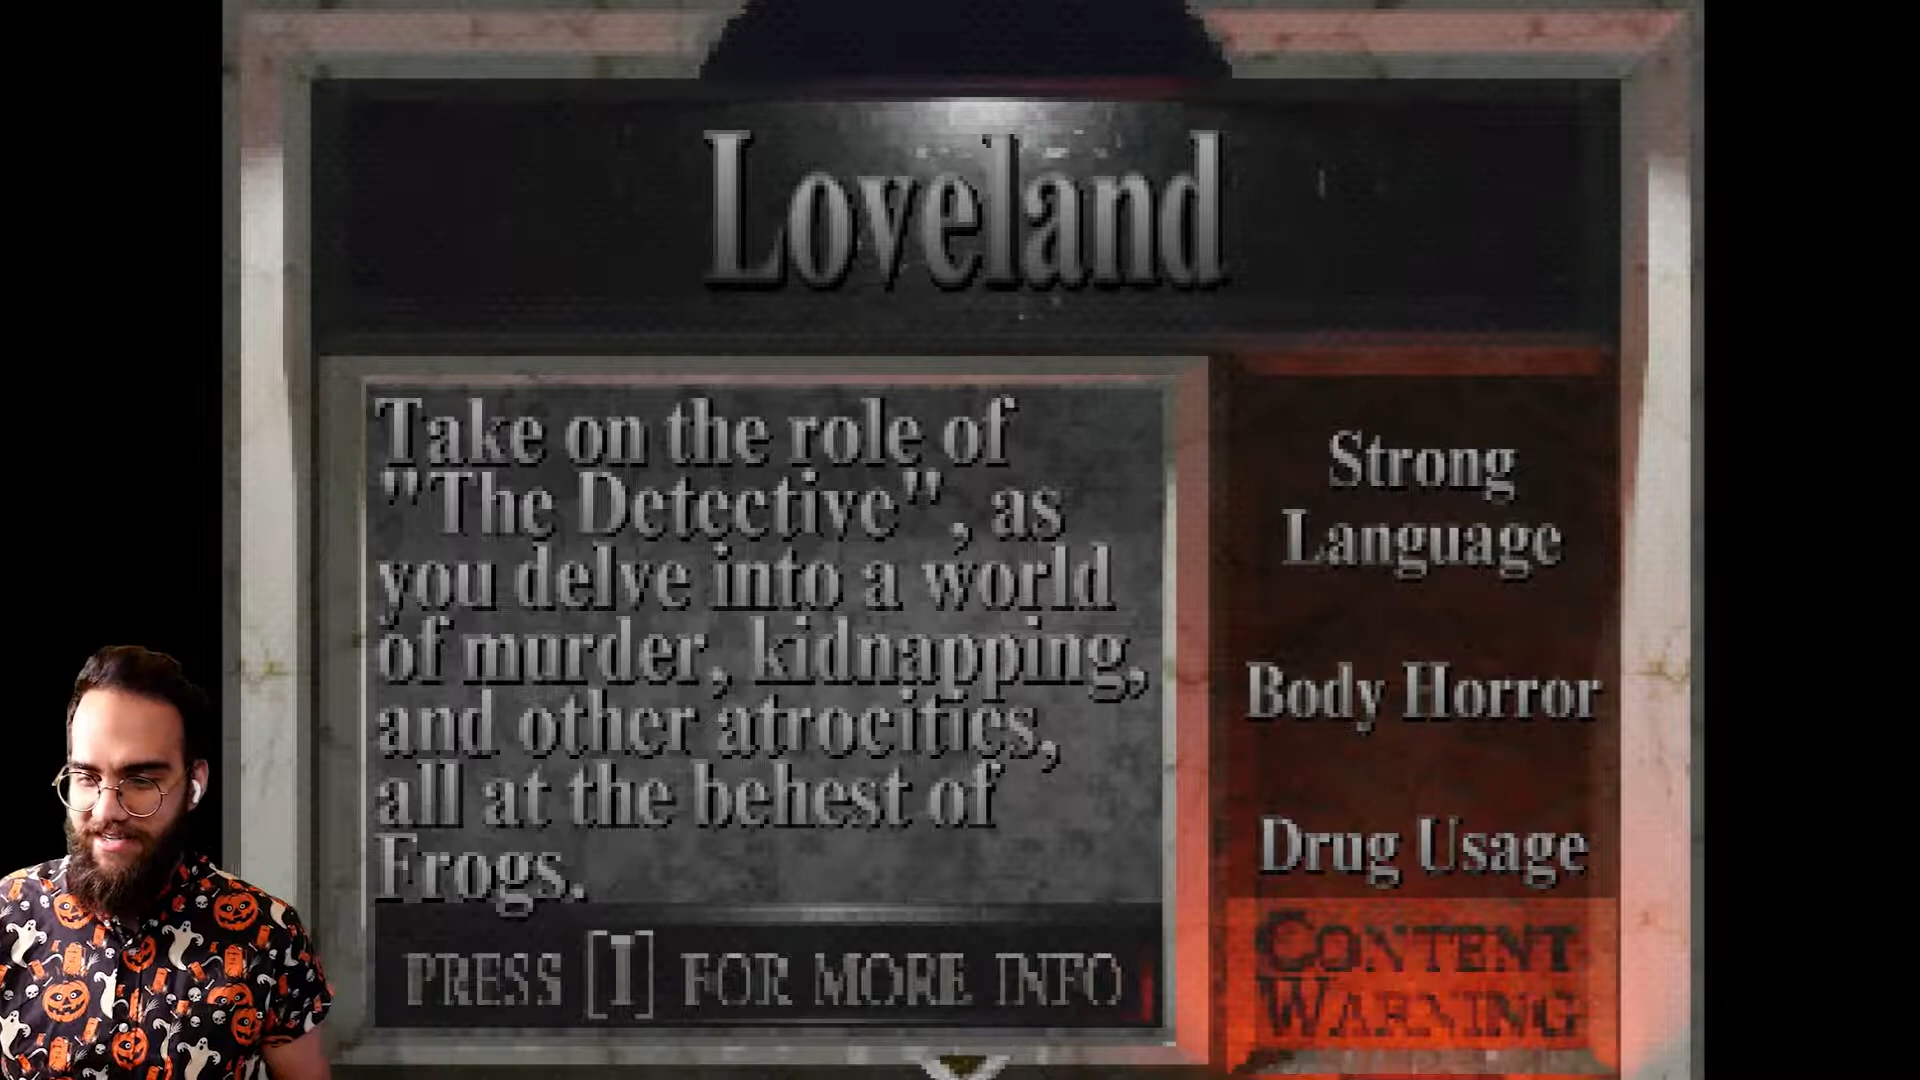 Loveland
Take on the role of
"The Detective", as
you delve into a world
of murder, kidnapping,
and other atrocities,
all at the behest of
Frogs.
PRESS [I] FOR MORE INFO
Strong
Language
Body Horror
Drug Usage
CONTENT
WARNING